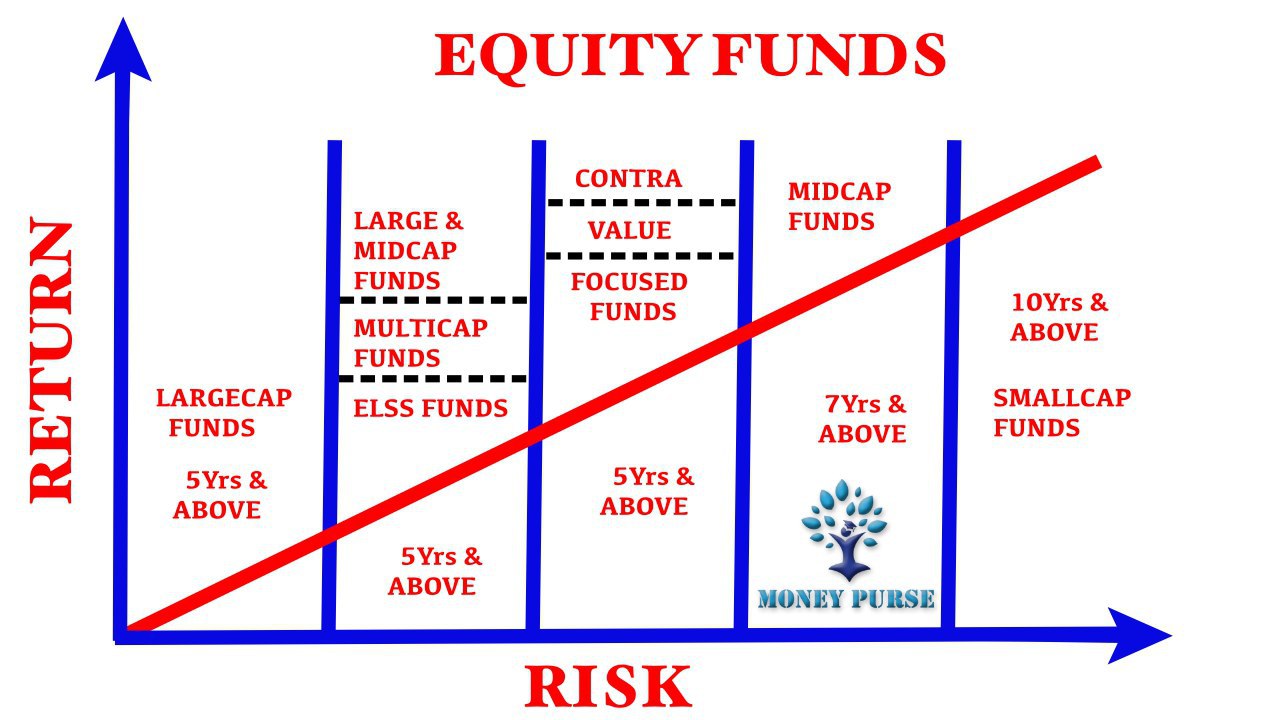 EQUITY FUNDS
RETURN
LARGECAP
FUNDS
5Yrs &
ABOVE
LARGE &
MIDCAP
FUNDS
MULTICAP
FUNDS
ELSS FUNDS
5Yrs &
ABOVE
CONTRA
VALUE
FOCUSED
FUNDS
5Yrs &
ABOVE
MIDCAP
FUNDS
7Yrs &
ABOVE
MONEY PURSE
10Yrs &
ABOVE
SMALLCAP
FUNDS
RISK